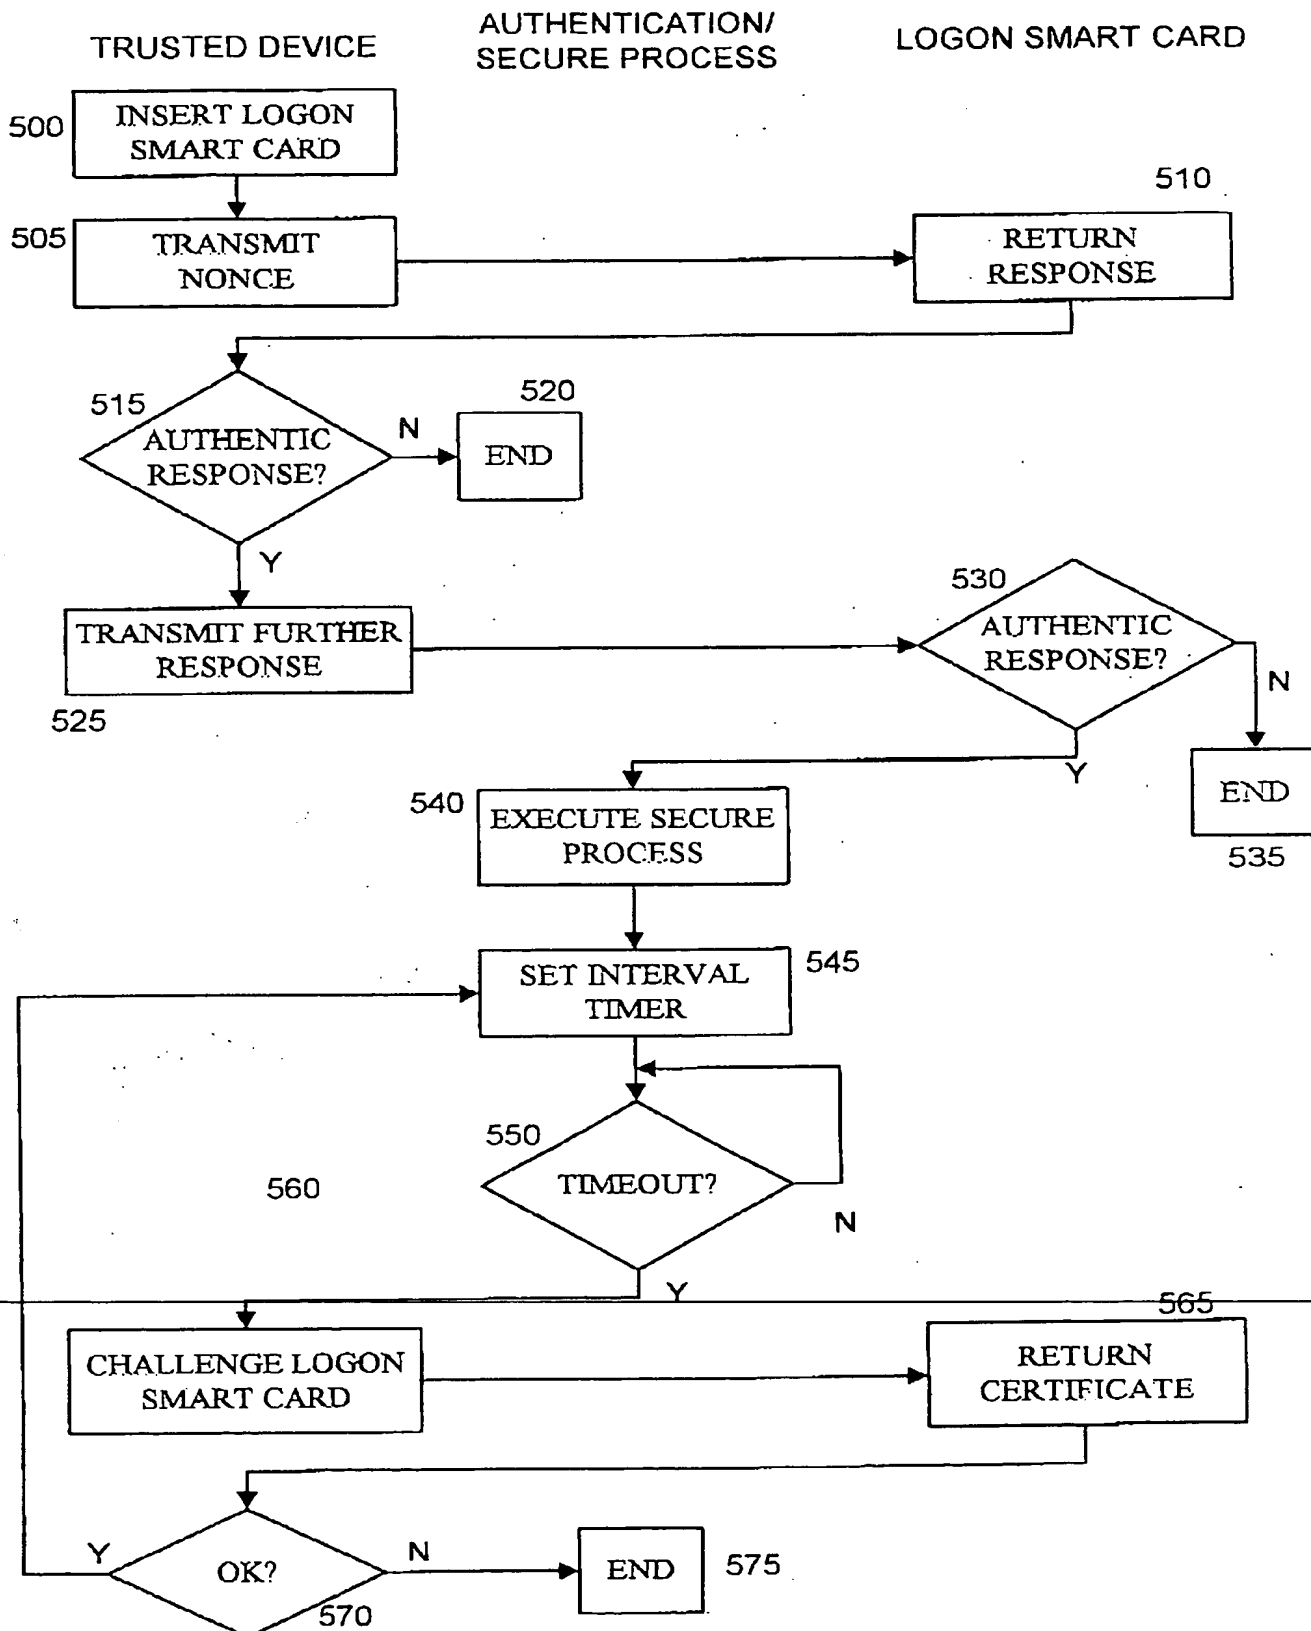 TRUSTED DEVICE
AUTHENTICATION/
SECURE PROCESS
LOGON SMART CARD
500
INSERT LOGON
SMART CARD
505
TRANSMIT
NONCE
510
RETURN
RESPONSE
515
AUTHENTIC
RESPONSE?
N
520
END
Y
525
TRANSMIT FURTHER
RESPONSE
530
AUTHENTIC
RESPONSE?
N
Y
END
535
540
EXECUTE SECURE
PROCESS
545
SET INTERVAL
TIMER
550
TIMEOUT?
N
Y
560
CHALLENGE LOGON
SMART CARD
565
RETURN
CERTIFICATE
Y
OK?
N
570
END
575